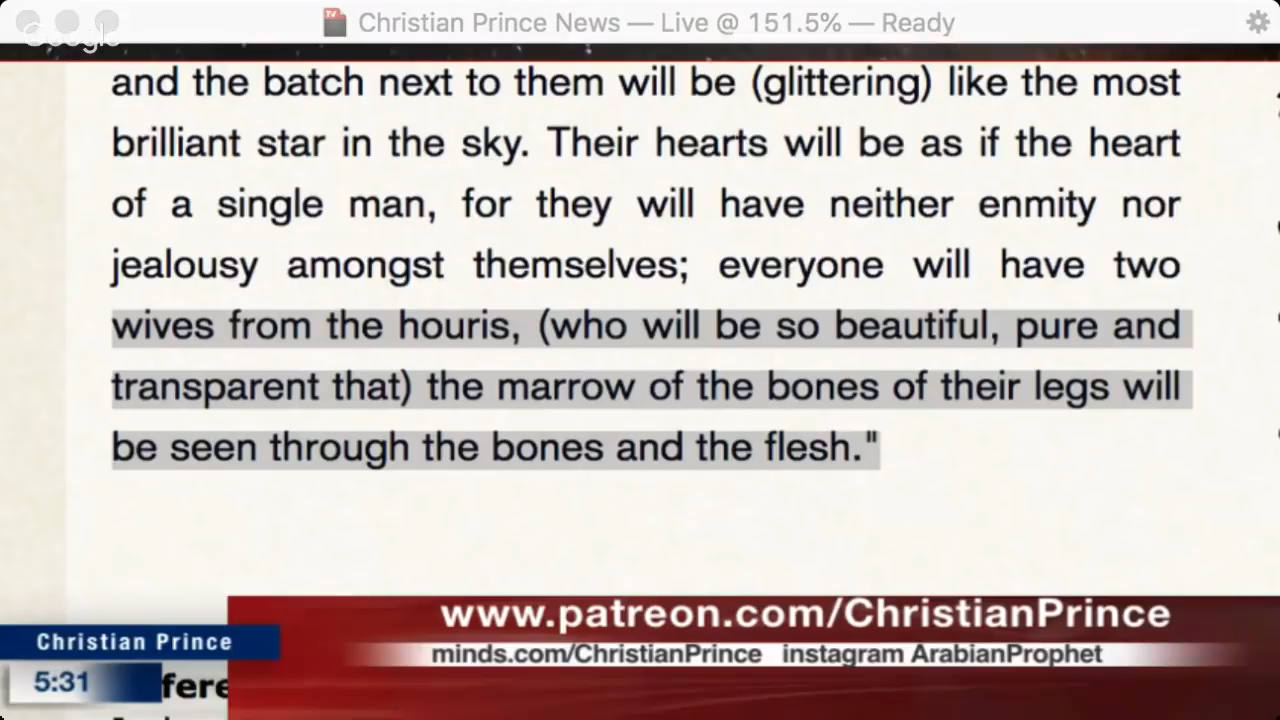 Christian Prince News — Live @ 151.5% — Ready
Google
and the batch next to them will be (glittering) like the most
brilliant star in the sky. Their hearts will be as if the heart
of a single man, for they will have neither enmity nor
jealousy amongst themselves; everyone will have two
wives from the houris, (who will be so beautiful, pure and
transparent that) the marrow of the bones of their legs will
be seen through the bones and the flesh."
www.patreon.com/ChristianPrince
Christian Prince
minds.com/ChristianPrince instagram ArabianProphet
5:31
fere